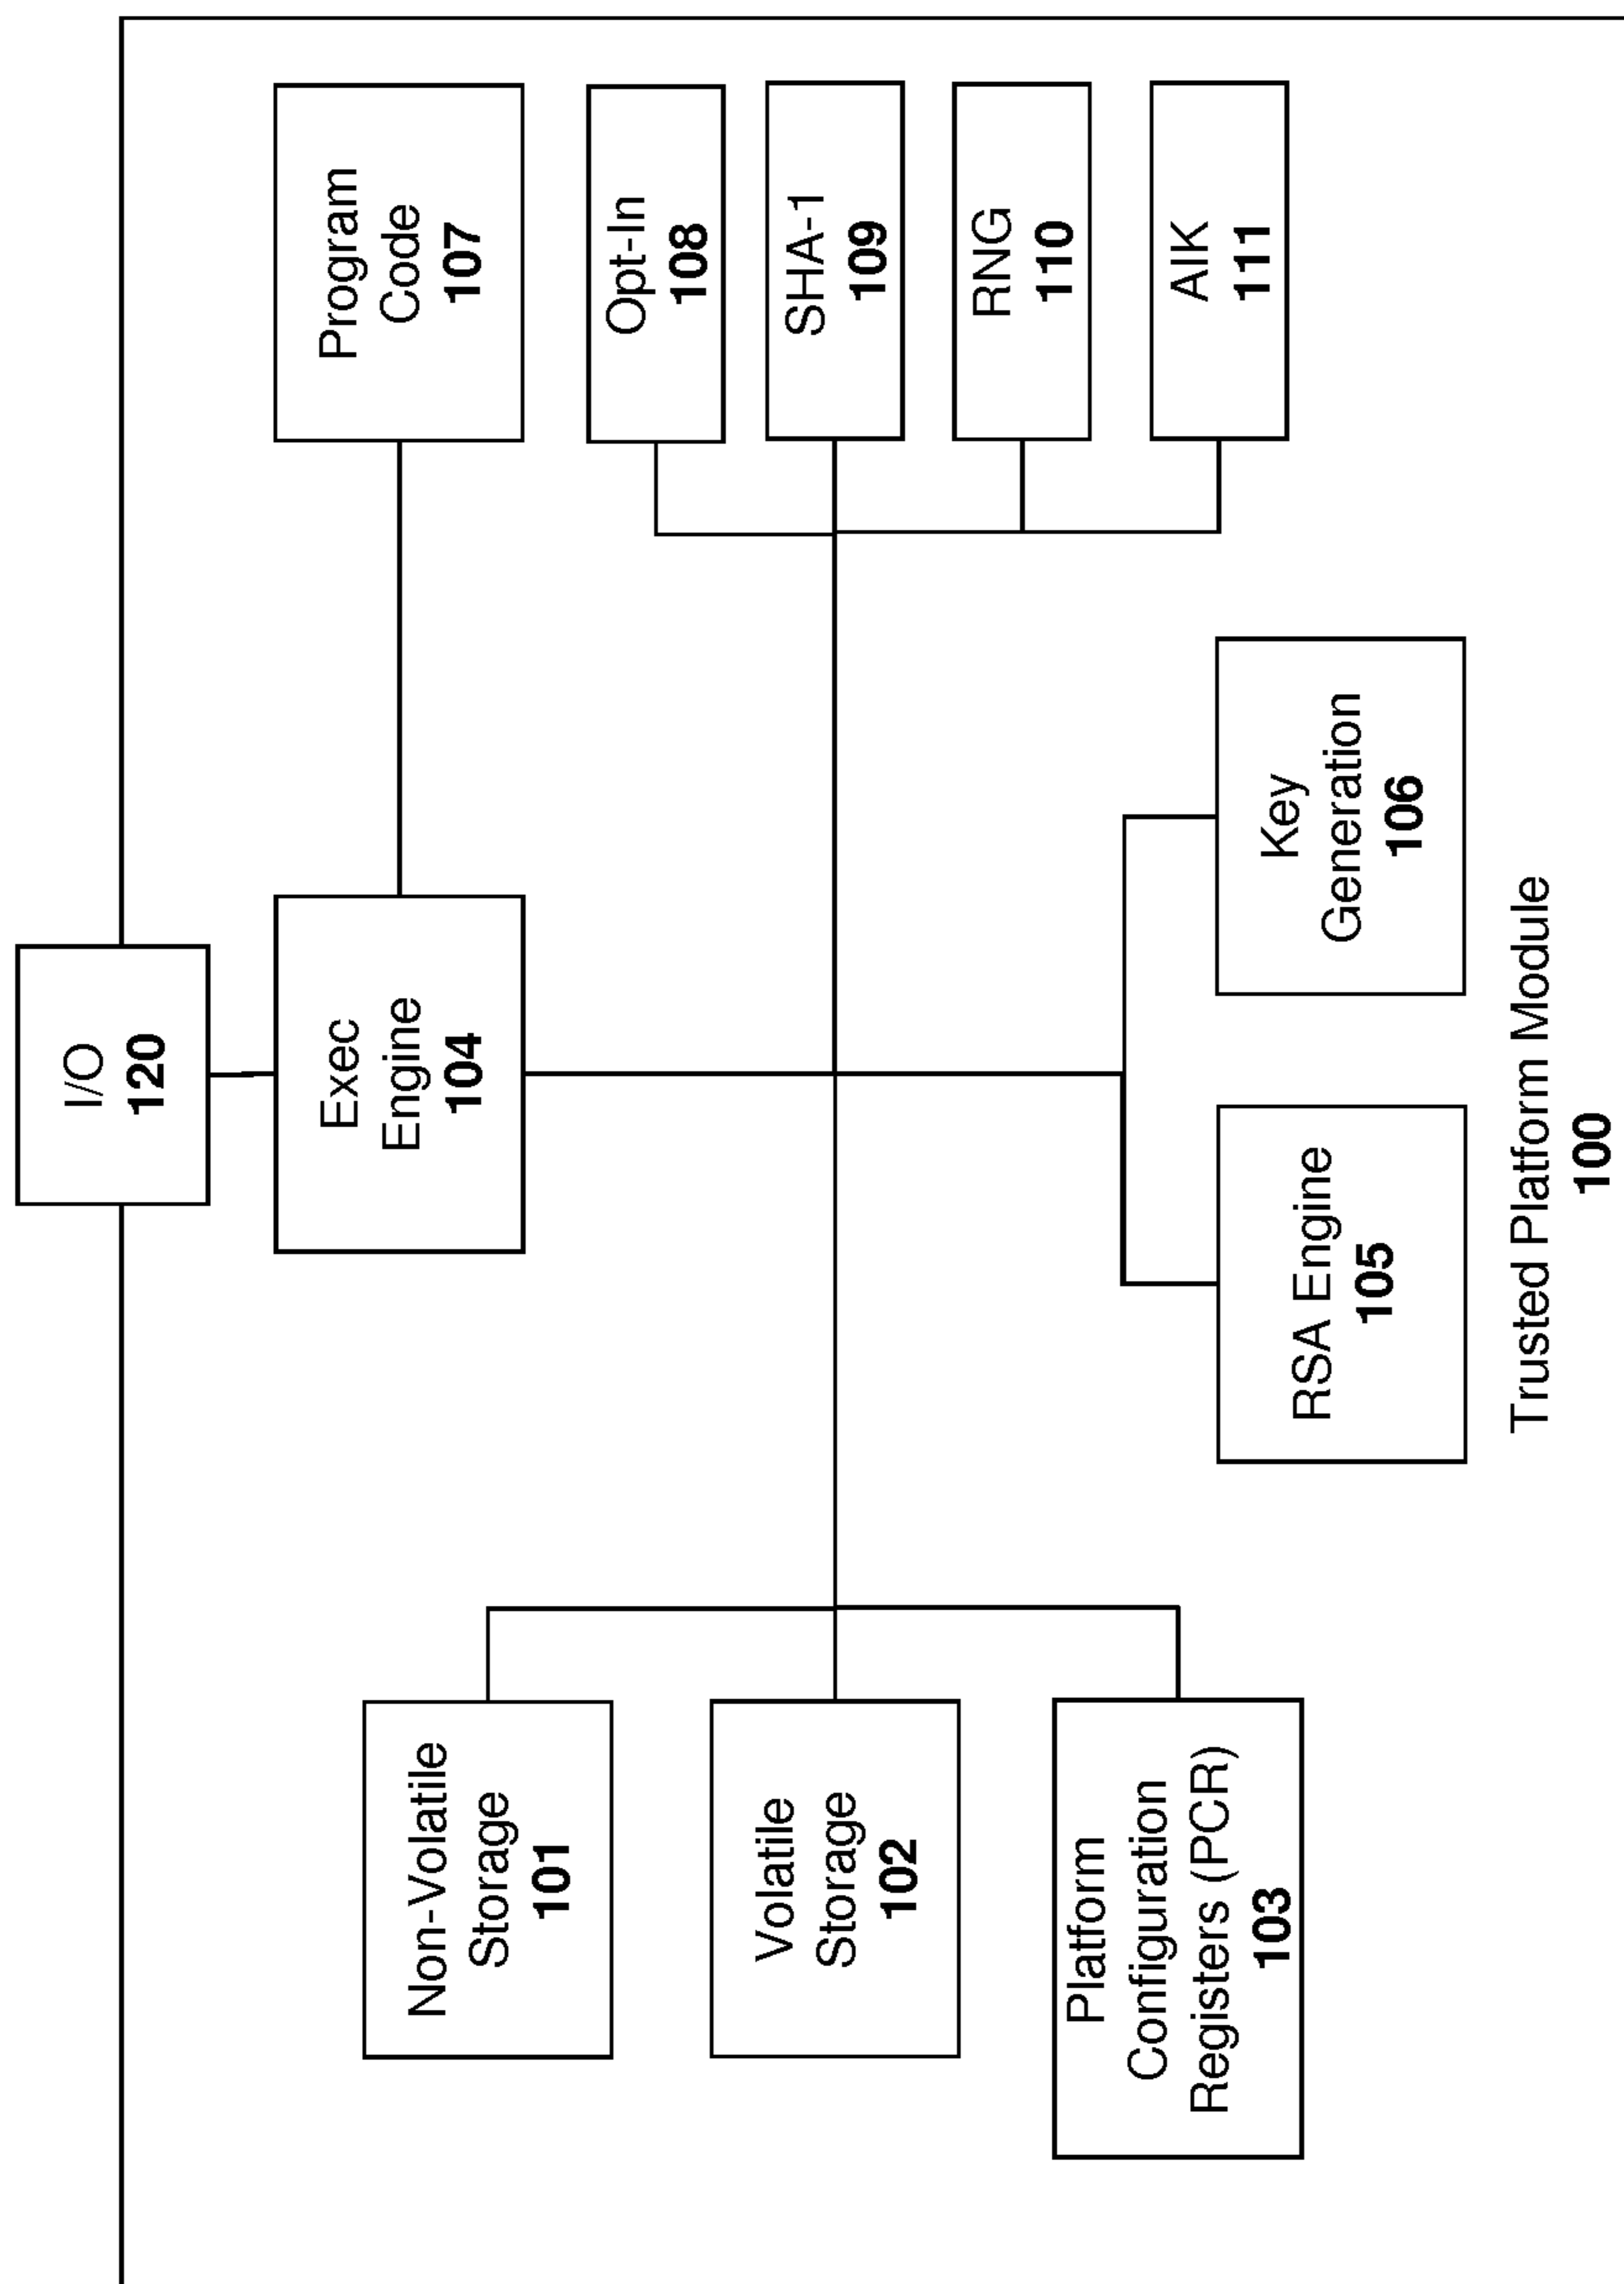 I/O
120
Exec
Engine
104
Program
Code
107
Non-Volatile
Storage
101
Volatile
Storage
102
Platform
Configuration
Registers (PCR)
103
Opt-In
108
SHA-1
109
RNG
110
AIK
111
RSA Engine
105
Key
Generation
106
Trusted Platform Module
100